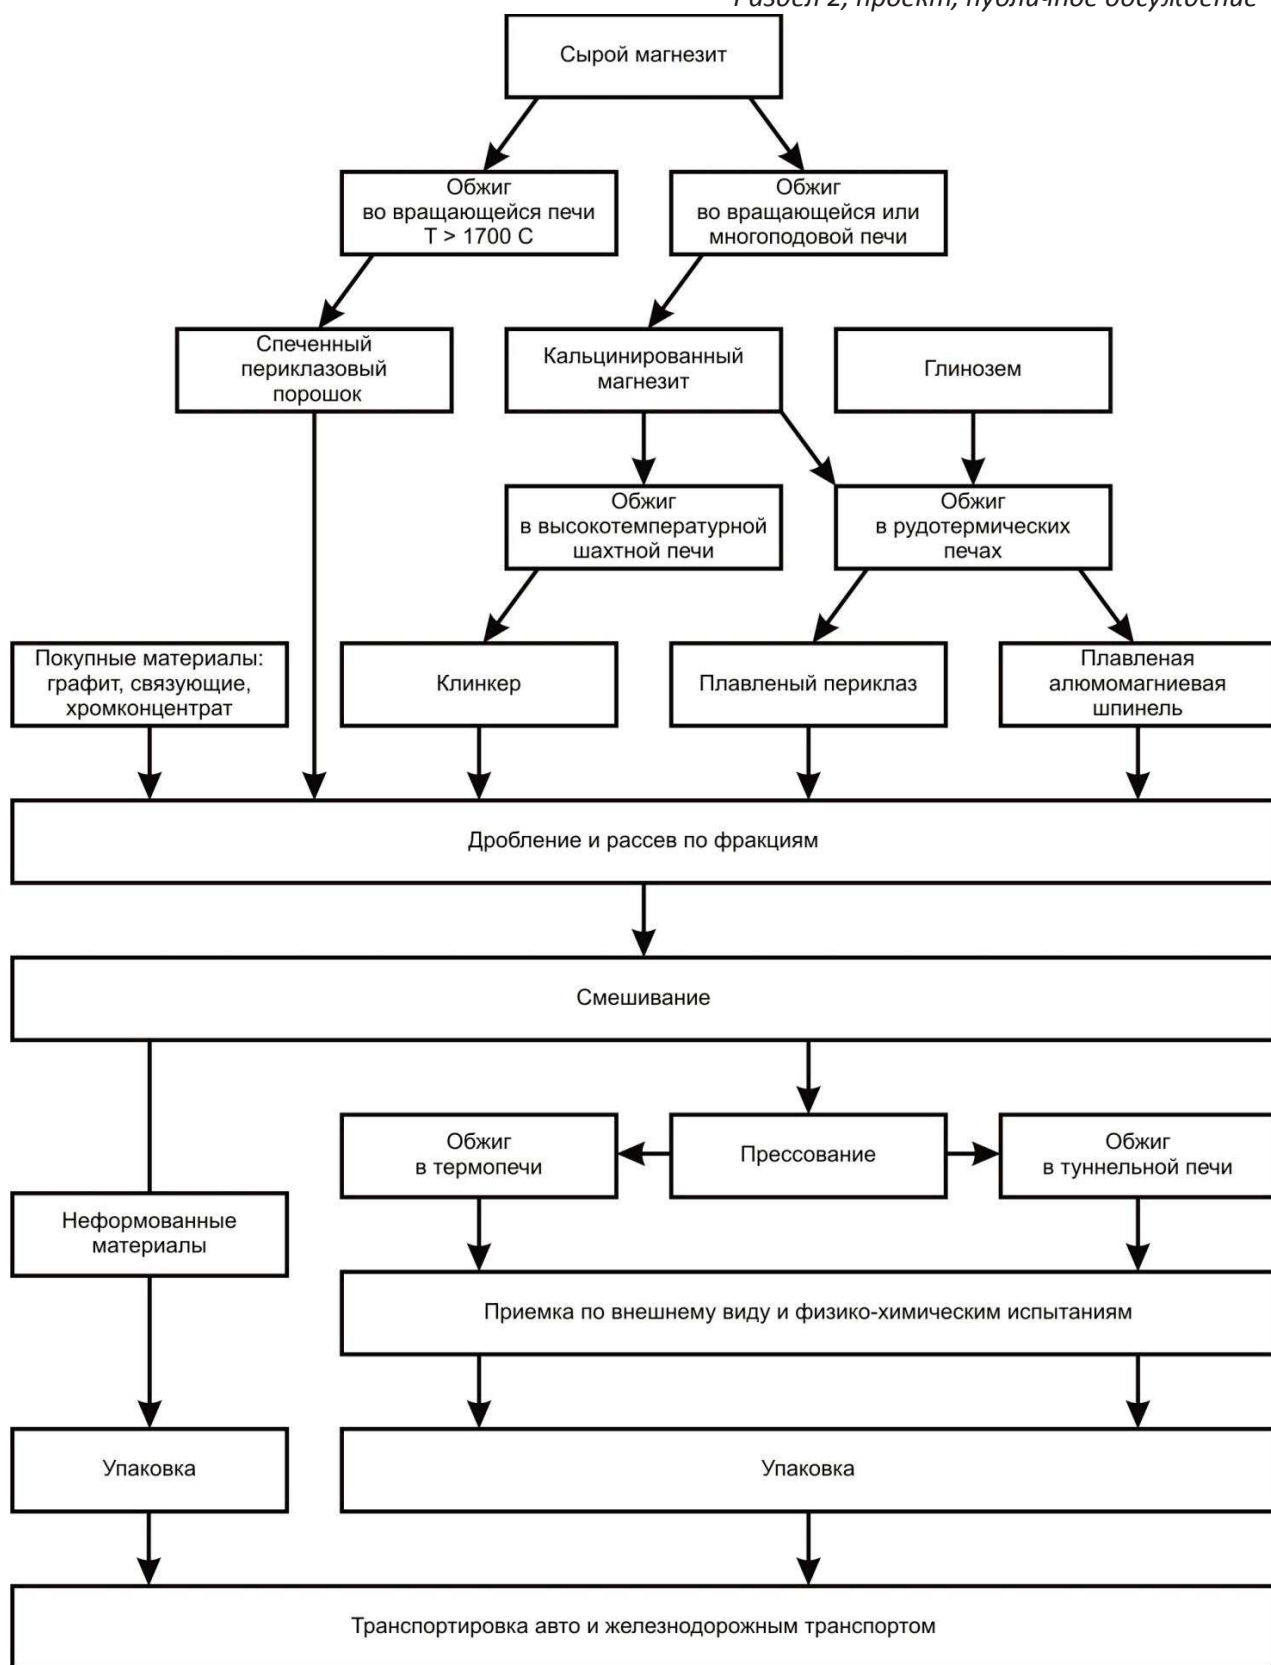 Раздел 2, проект, публичное обсуждение
Сырой магнезит
Обжиг
во вращающейся печи
T > 1700 C
Обжиг
во вращающейся или
многоподовой печи
Спеченный
периклазовый
порошок
Кальцинированный
магнезит
Глинозем
Обжиг
в высокотемпературной
шахтной печи
Обжиг
в рудотермических
печах
Покупные материалы:
графит, связующие,
хромконцентрат
Клинкер
Плавленый периклаз
Плавленая
алюмомагниевая
шпинель
Дробление и рассев по фракциям
Смешивание
Обжиг
в термопечи
Прессование
Обжиг
в туннельной печи
Неформованные
материалы
Приемка по внешнему виду и физико-химическим испытаниям
Упаковка
Упаковка
Транспортировка авто и железнодорожным транспортом